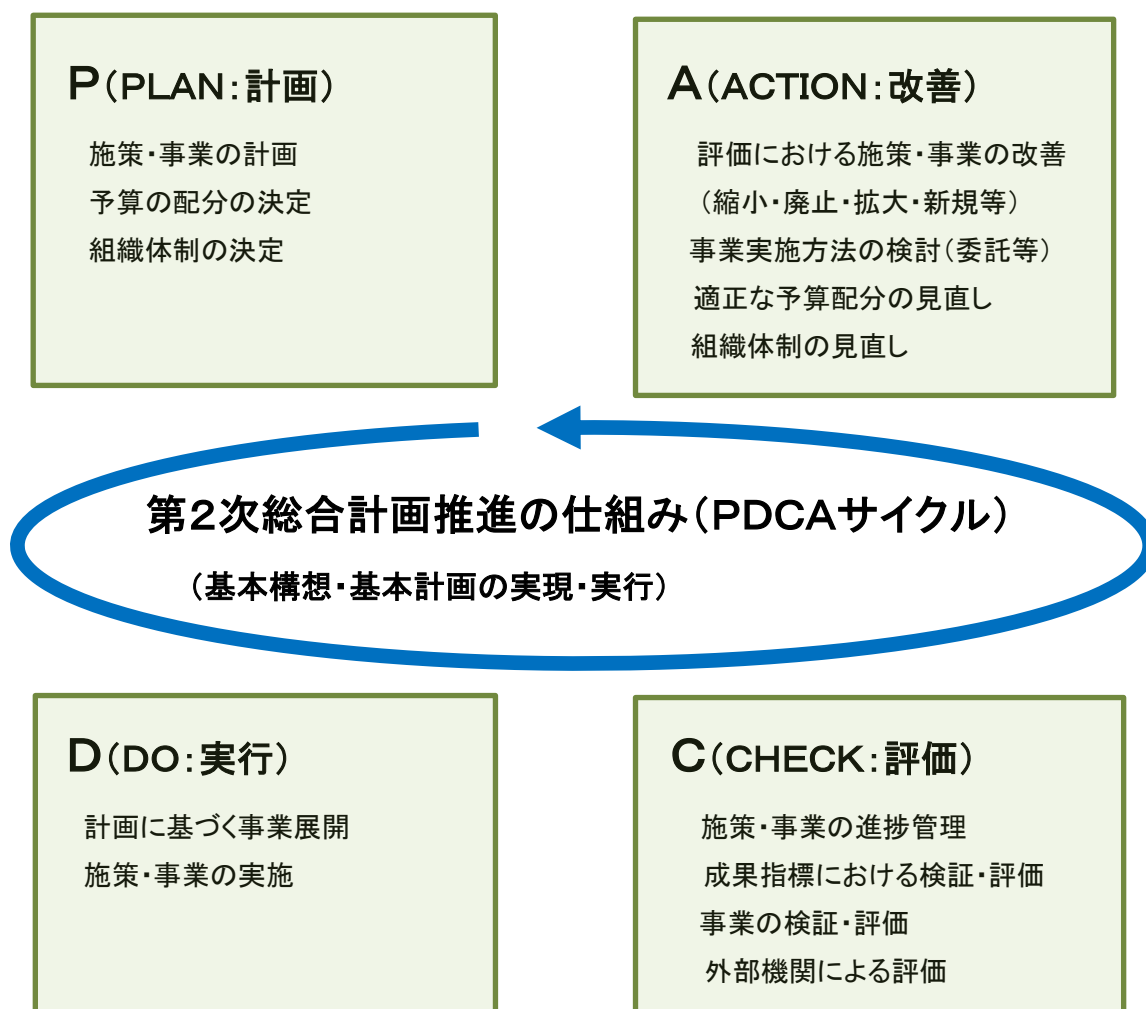 P(PLAN:計画)
施策・事業の計画
予算の配分の決定
組織体制の決定
A(ACTION:改善)
評価における施策・事業の改善
(縮小・廃止・拡大・新規等)
事業実施方法の検討(委託等)
適正な予算配分の見直し
組織体制の見直し
第2次総合計画推進の仕組み(PDCAサイクル)
(基本構想・基本計画の実現・実行)
D(DO:実行)
計画に基づく事業展開
施策・事業の実施
C(CHECK:評価)
施策・事業の進捗管理
成果指標における検証・評価
事業の検証・評価
外部機関による評価